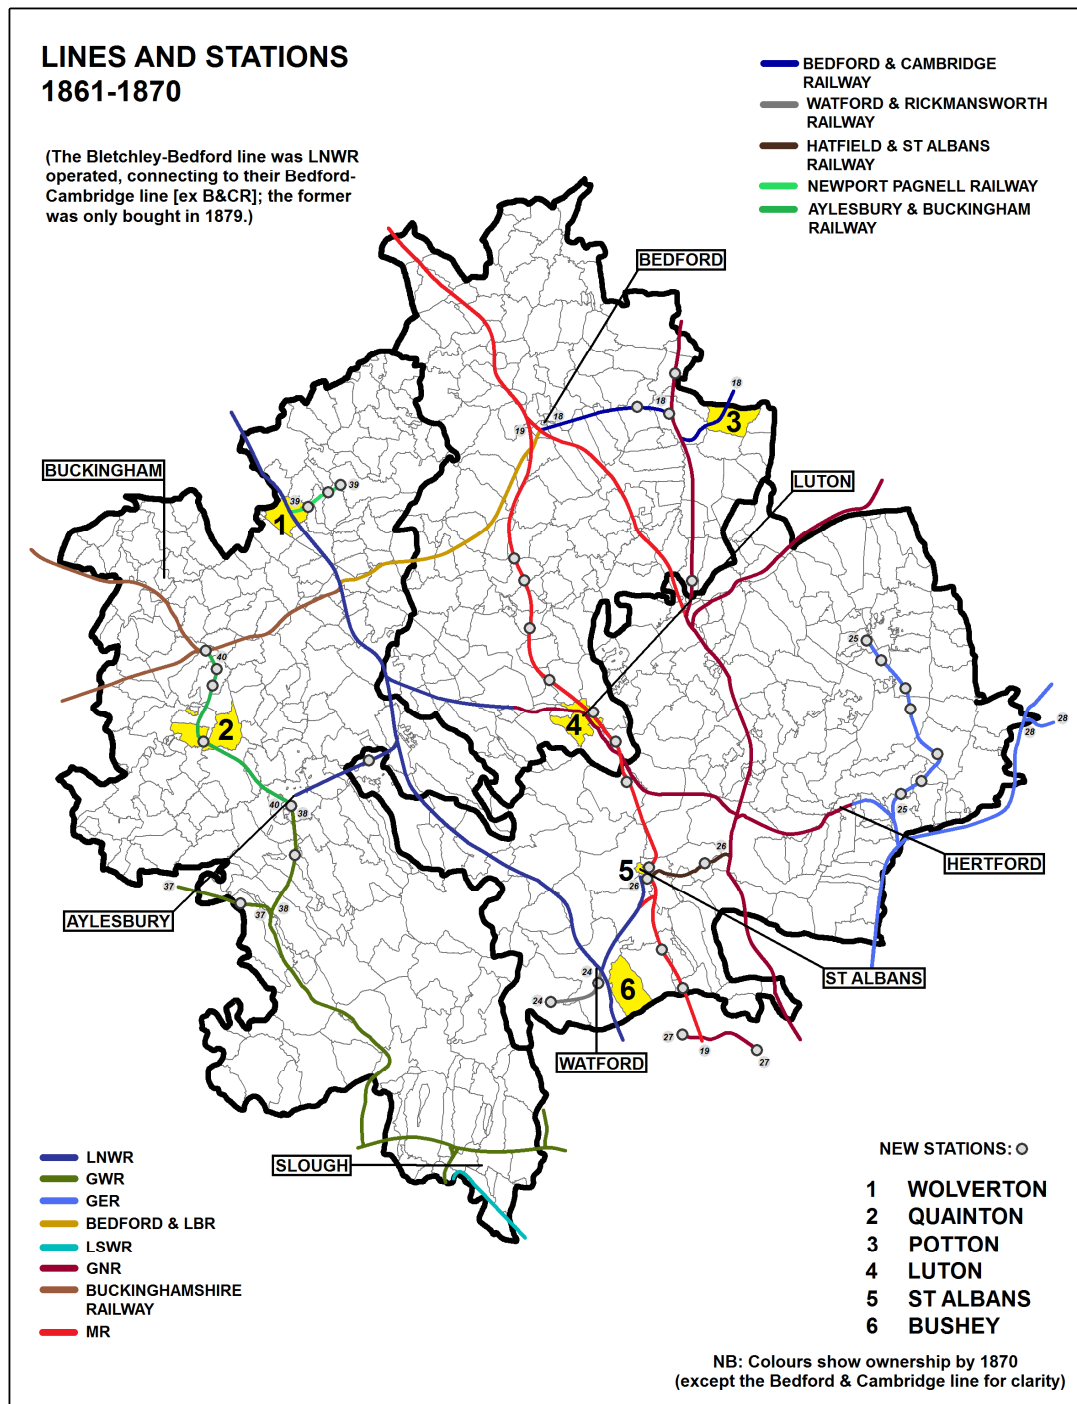 LINES AND STATIONS
1861-1870
(The Bletchley-Bedford line was LNWR
operated, connecting to their Bedford-
Cambridge line [ex B&CR]; the former
was only bought in 1879.)
BEDFORD & CAMBRIDGE
RAILWAY
WATFORD & RICKMANSWORTH
RAILWAY
HATFIELD & ST ALBANS
RAILWAY
NEWPORT PAGNELL RAILWAY
AYLESBURY & BUCKINGHAM
RAILWAY
BEDFORD
18
18
18
19
3
BUCKINGHAM
LUTON
39
39
1
25
40
2
4
28
28
40
38
25
HERTFORD
26
5
26
37
37
38
AYLESBURY
ST ALBANS
24
24
6
27
19
27
WATFORD
SLOUGH
LNWR
GWR
GER
BEDFORD & LBR
LSWR
GNR
BUCKINGHAMSHIRE
RAILWAY
MR
NEW STATIONS:
1 WOLVERTON
2 QUAINTON
3 POTTON
4 LUTON
5 ST ALBANS
6 BUSHEY
NB: Colours show ownership by 1870
(except the Bedford & Cambridge line for clarity)